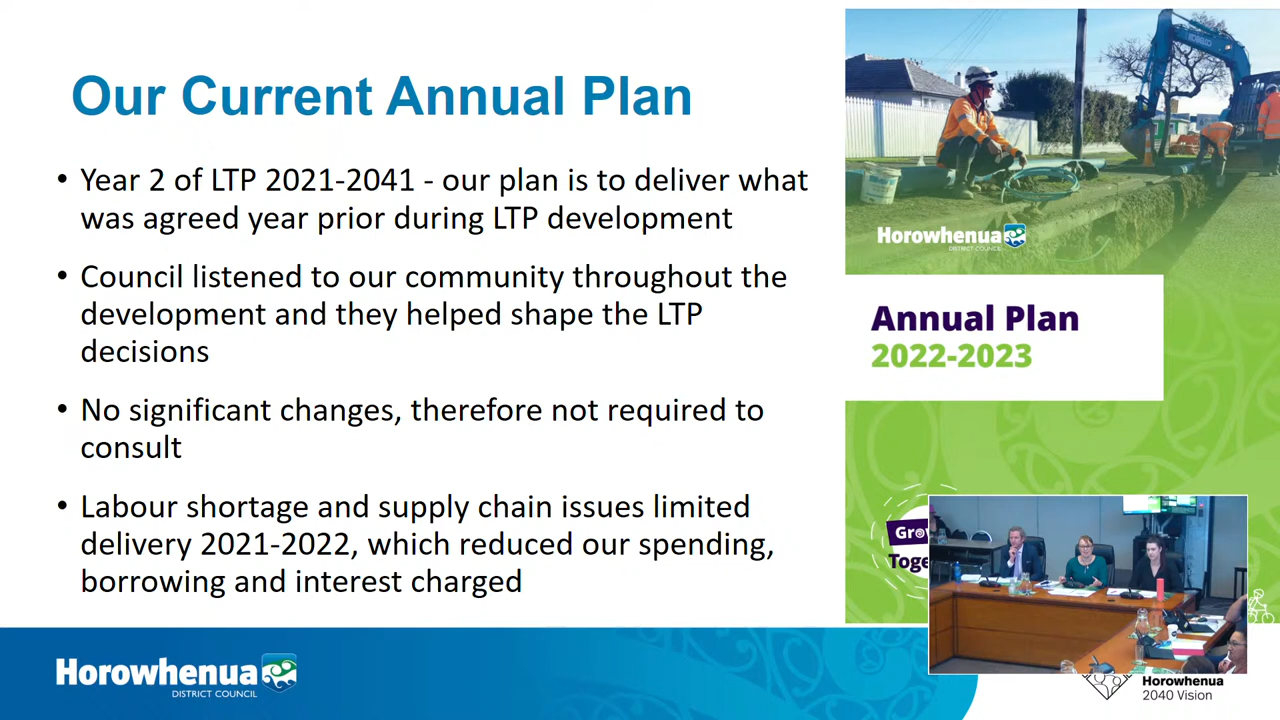 Our Current Annual Plan
• Year 2 of LTP 2021-2041 - our plan is to deliver what
was agreed year prior during LTP development
• Council listened to our community throughout the
development and they helped shape the LTP
decisions
• No significant changes, therefore not required to
consult
• Labour shortage and supply chain issues limited
delivery 2021-2022, which reduced our spending,
borrowing and interest charged
KOBELCO
Horowhenua
DISTRICT COUNCIL
Annual Plan
2022-2023
Horowhenua
DISTRICT COUNCIL
Horowhenua
2040 Vision